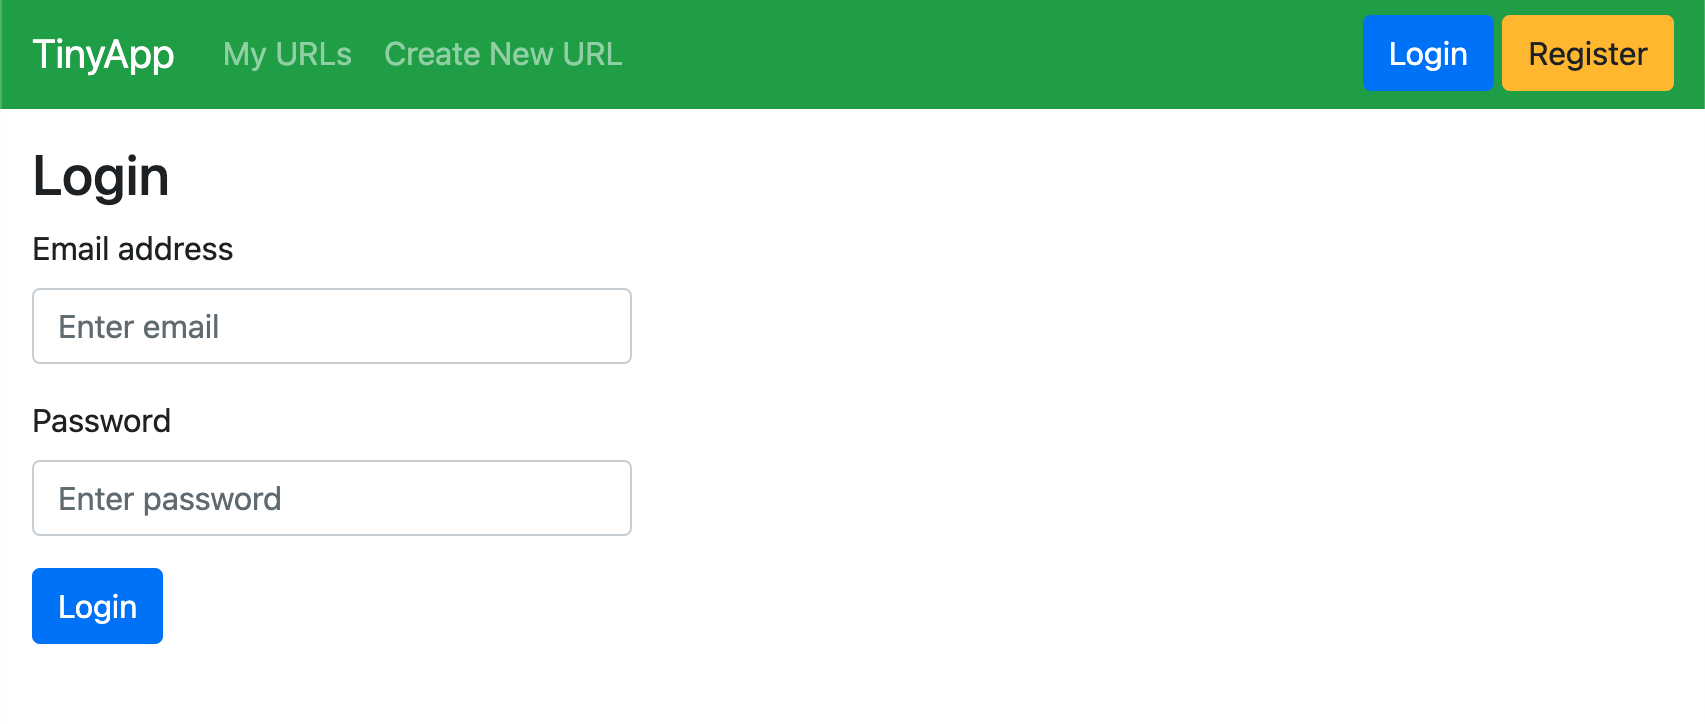 TinyApp My URLs Create New URL Login Register
Login
Email address
Enter email
Password
Enter password
Login